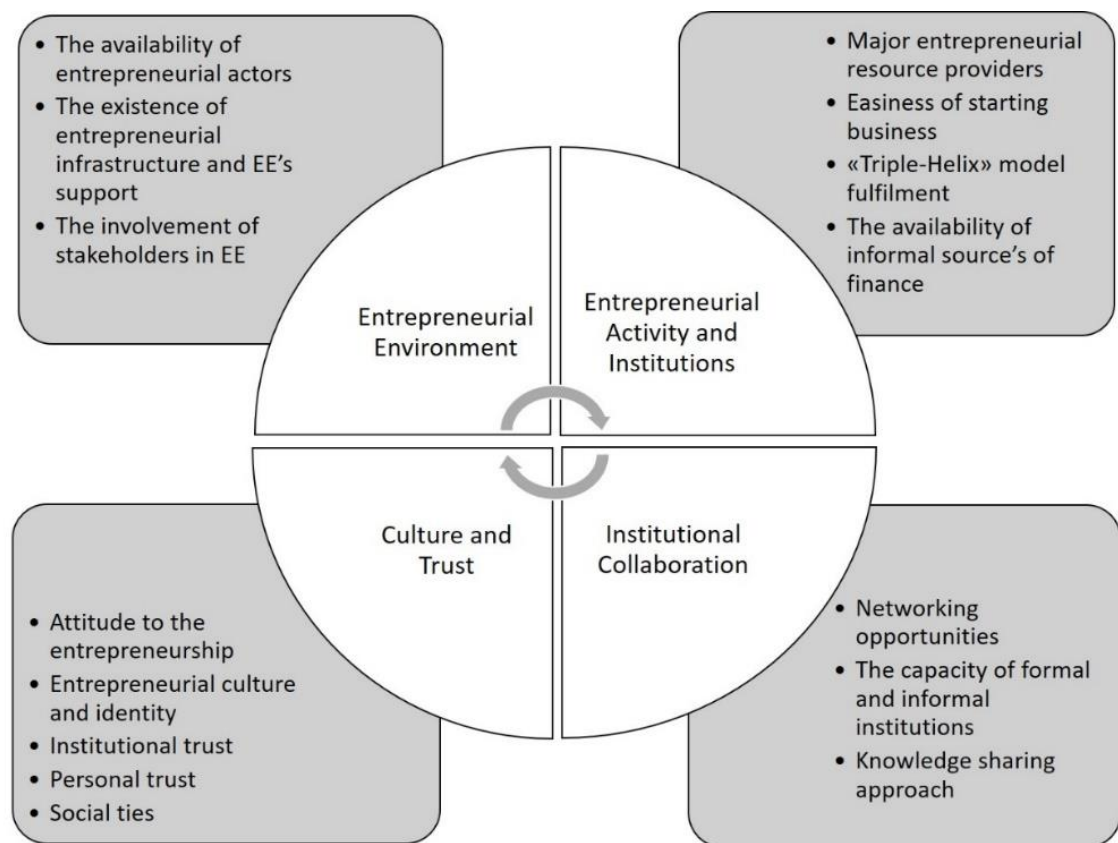 • The availability of
entrepreneurial actors
• The existence of
entrepreneurial
infrastructure and EE's
support
• The involvement of
stakeholders in EE
• Major entrepreneurial
resource providers
• Easiness of starting
business
• «Triple-Helix» model
fulfilment
• The availability of
informal source's of
finance
Entrepreneurial
Environment
Entrepreneurial
Activity and
Institutions
Culture and
Trust
Institutional
Collaboration
• Attitude to the
entrepreneurship
• Entrepreneurial culture
and identity
• Institutional trust
• Personal trust
• Social ties
• Networking
opportunities
• The capacity of formal
and informal
institutions
• Knowledge sharing
approach